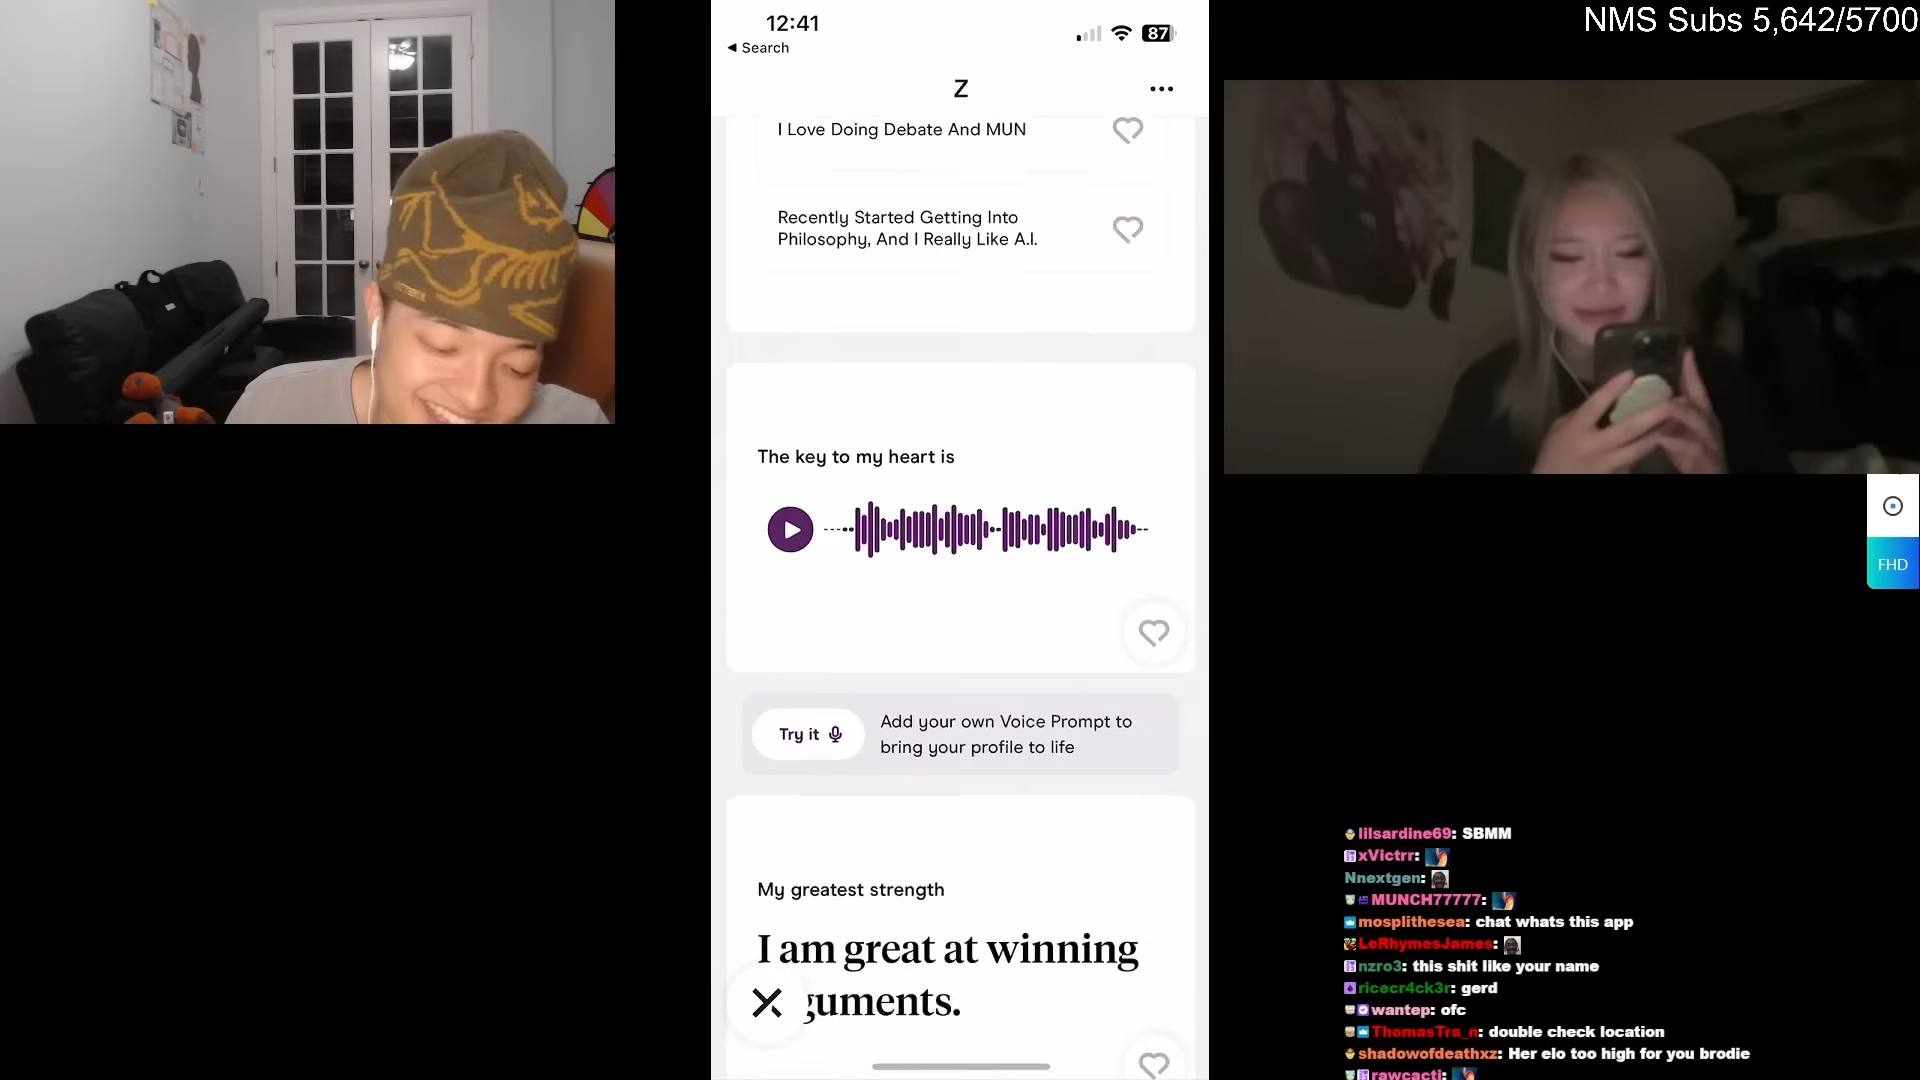 NMS Subs 5,642/5700
12:41
87
Search
Z
I Love Doing Debate And MUN
Recently Started Getting Into
Philosophy, And I Really Like A.I.
The key to my heart is
Try it
Add your own Voice Prompt to
bring your profile to life
My greatest strength
I am great at winning
guments.
FHD
lilsardine69: SBMM
xVictrr:
Nnextgen:
MUNCH77777:
mosplithesea: chat whats this app
LeRhymesJames:
nzro3: this shit like your name
ricecr4ck3r: gerd
wantep: ofc
ThomasTra_n: double check location
shadowofdeathxz: Her elo too high for you brodie
rawcacti: